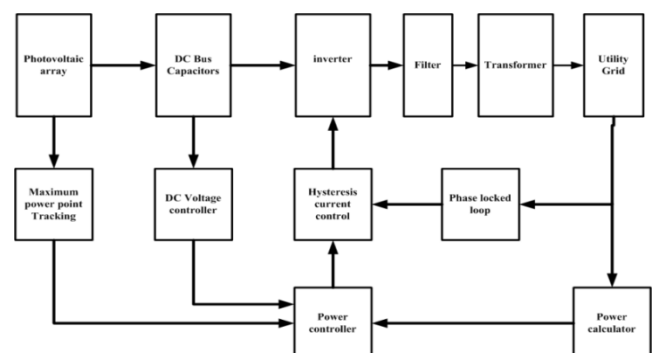 Photovoltaic
array
DC Bus
Capacitors
inverter
Filter
Transformer
Utility
Grid
Maximum
power point
Tracking
DC Voltage
controller
Hysteresis
current
control
Phase locked
loop
Power
controller
Power
calculator